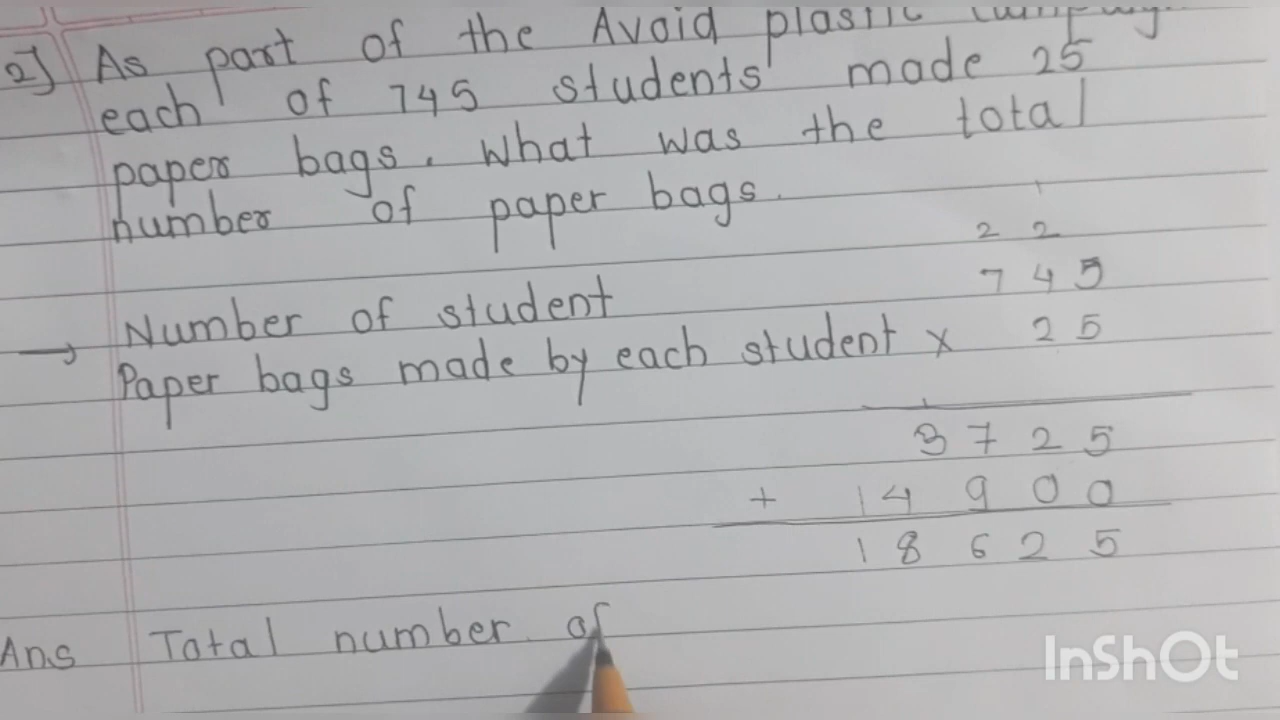 2) As part of the Avoid plastic campaign
each of 745 students made 25
paper bags. What was the total
number of paper bags.
1
2 2
7 4 5
→ Number of student
Paper bags made by each student × 2 5
1
3 7 2 5
+ 1 4 9 0 0
1 8 6 2 5
Ans Total number of
InShOt